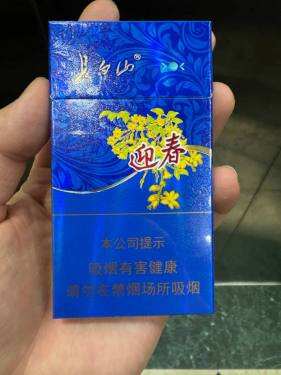 长白山®
迎春
本公司提示
吸烟有害健康
请勿在禁烟场所吸烟